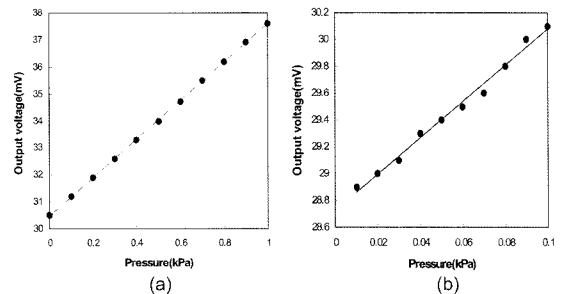 38
37
36
35
34
33
32
31
30
Output voltage(mV)
0 0.2 0.4 0.6 0.8 1
Pressure(kPa)
(a)
30.2
30
29.8
29.6
29.4
29.2
29
28.8
28.6
Output voltage(mV)
0 0.02 0.04 0.06 0.08 0.1
Pressure(kPa)
(b)